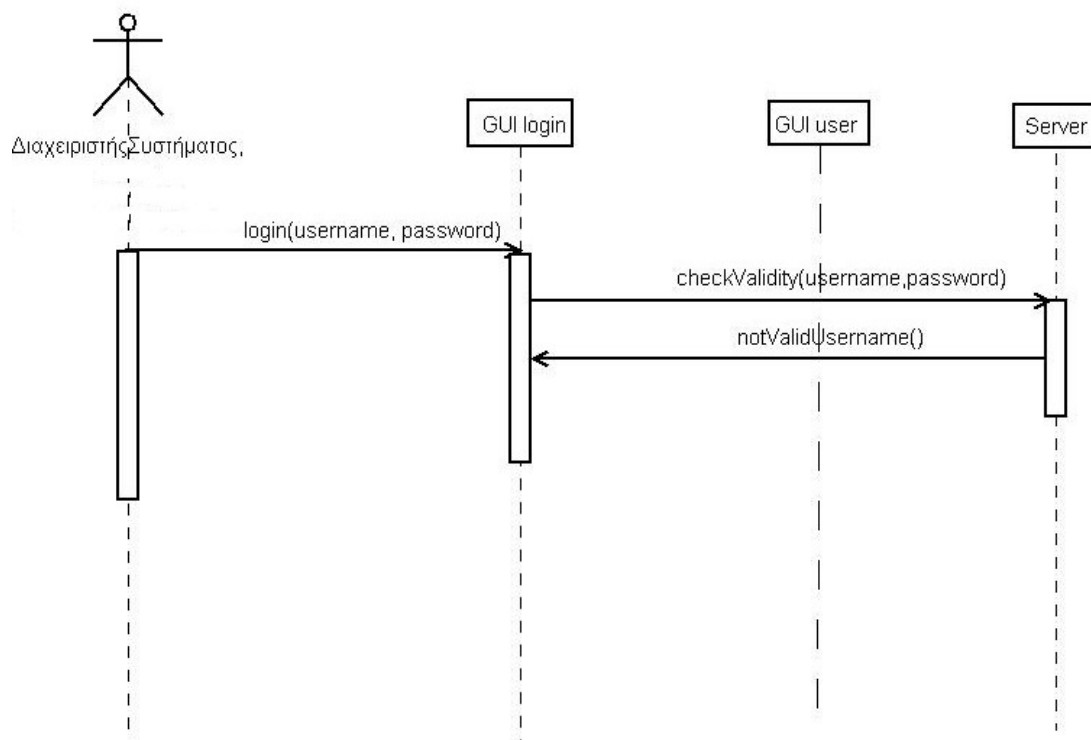 GUI login
GUI user
Server
ΔιαχειριστήςΣυστήματος,
login(username, password)
checkValidity(username,password)
notValidUsername()